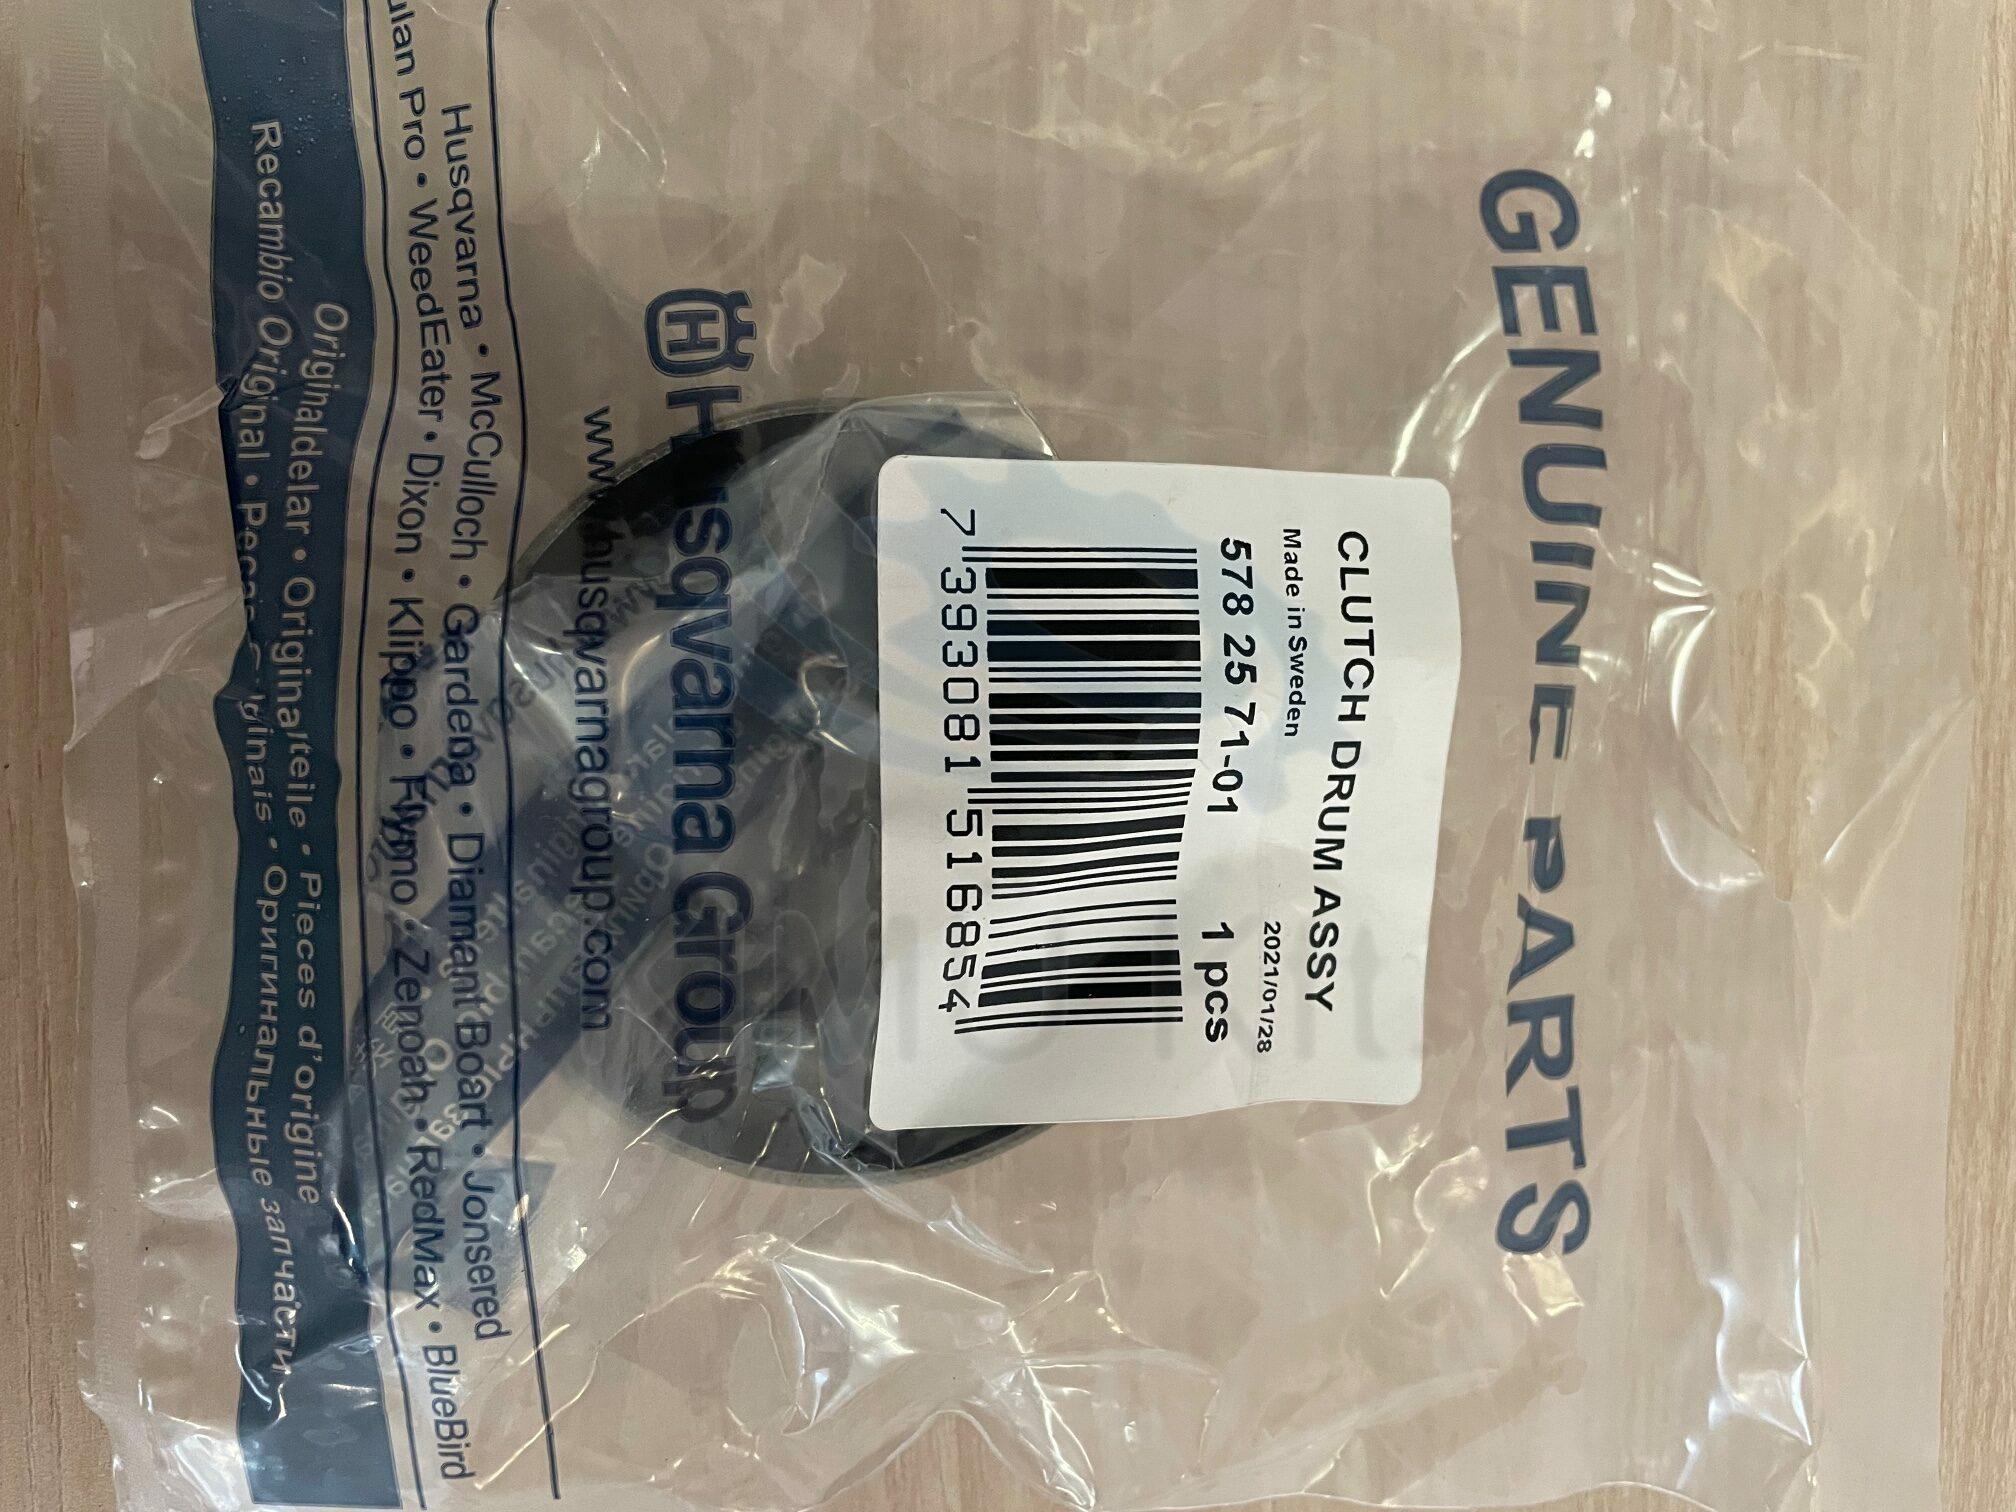 GENUINE PARTS
CLUTCH DRUM ASSY
Made in Sweden 2021/01/28
578 25 71-01 1 pcs
7 393081 516854
Husqvarna Group
www.husqvarnagroup.com
Husqvarna • McCulloch • Gardena • Diamant Boart • Jonsered
Pro • WeedEater • Dixon • Klippo • Flymo • Zenoah • RedMax • BlueBird
Originaldelar • Originalteile • Pieces d'origine
Recambio Original • Originais • Оригинальные запчасти